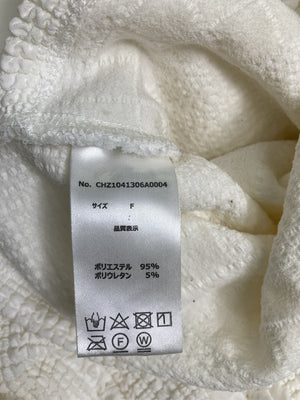 No. CHZ1041306A0004
サイズ F
品質表示
ポリエステル 95%
ポリウレタン 5%
F W